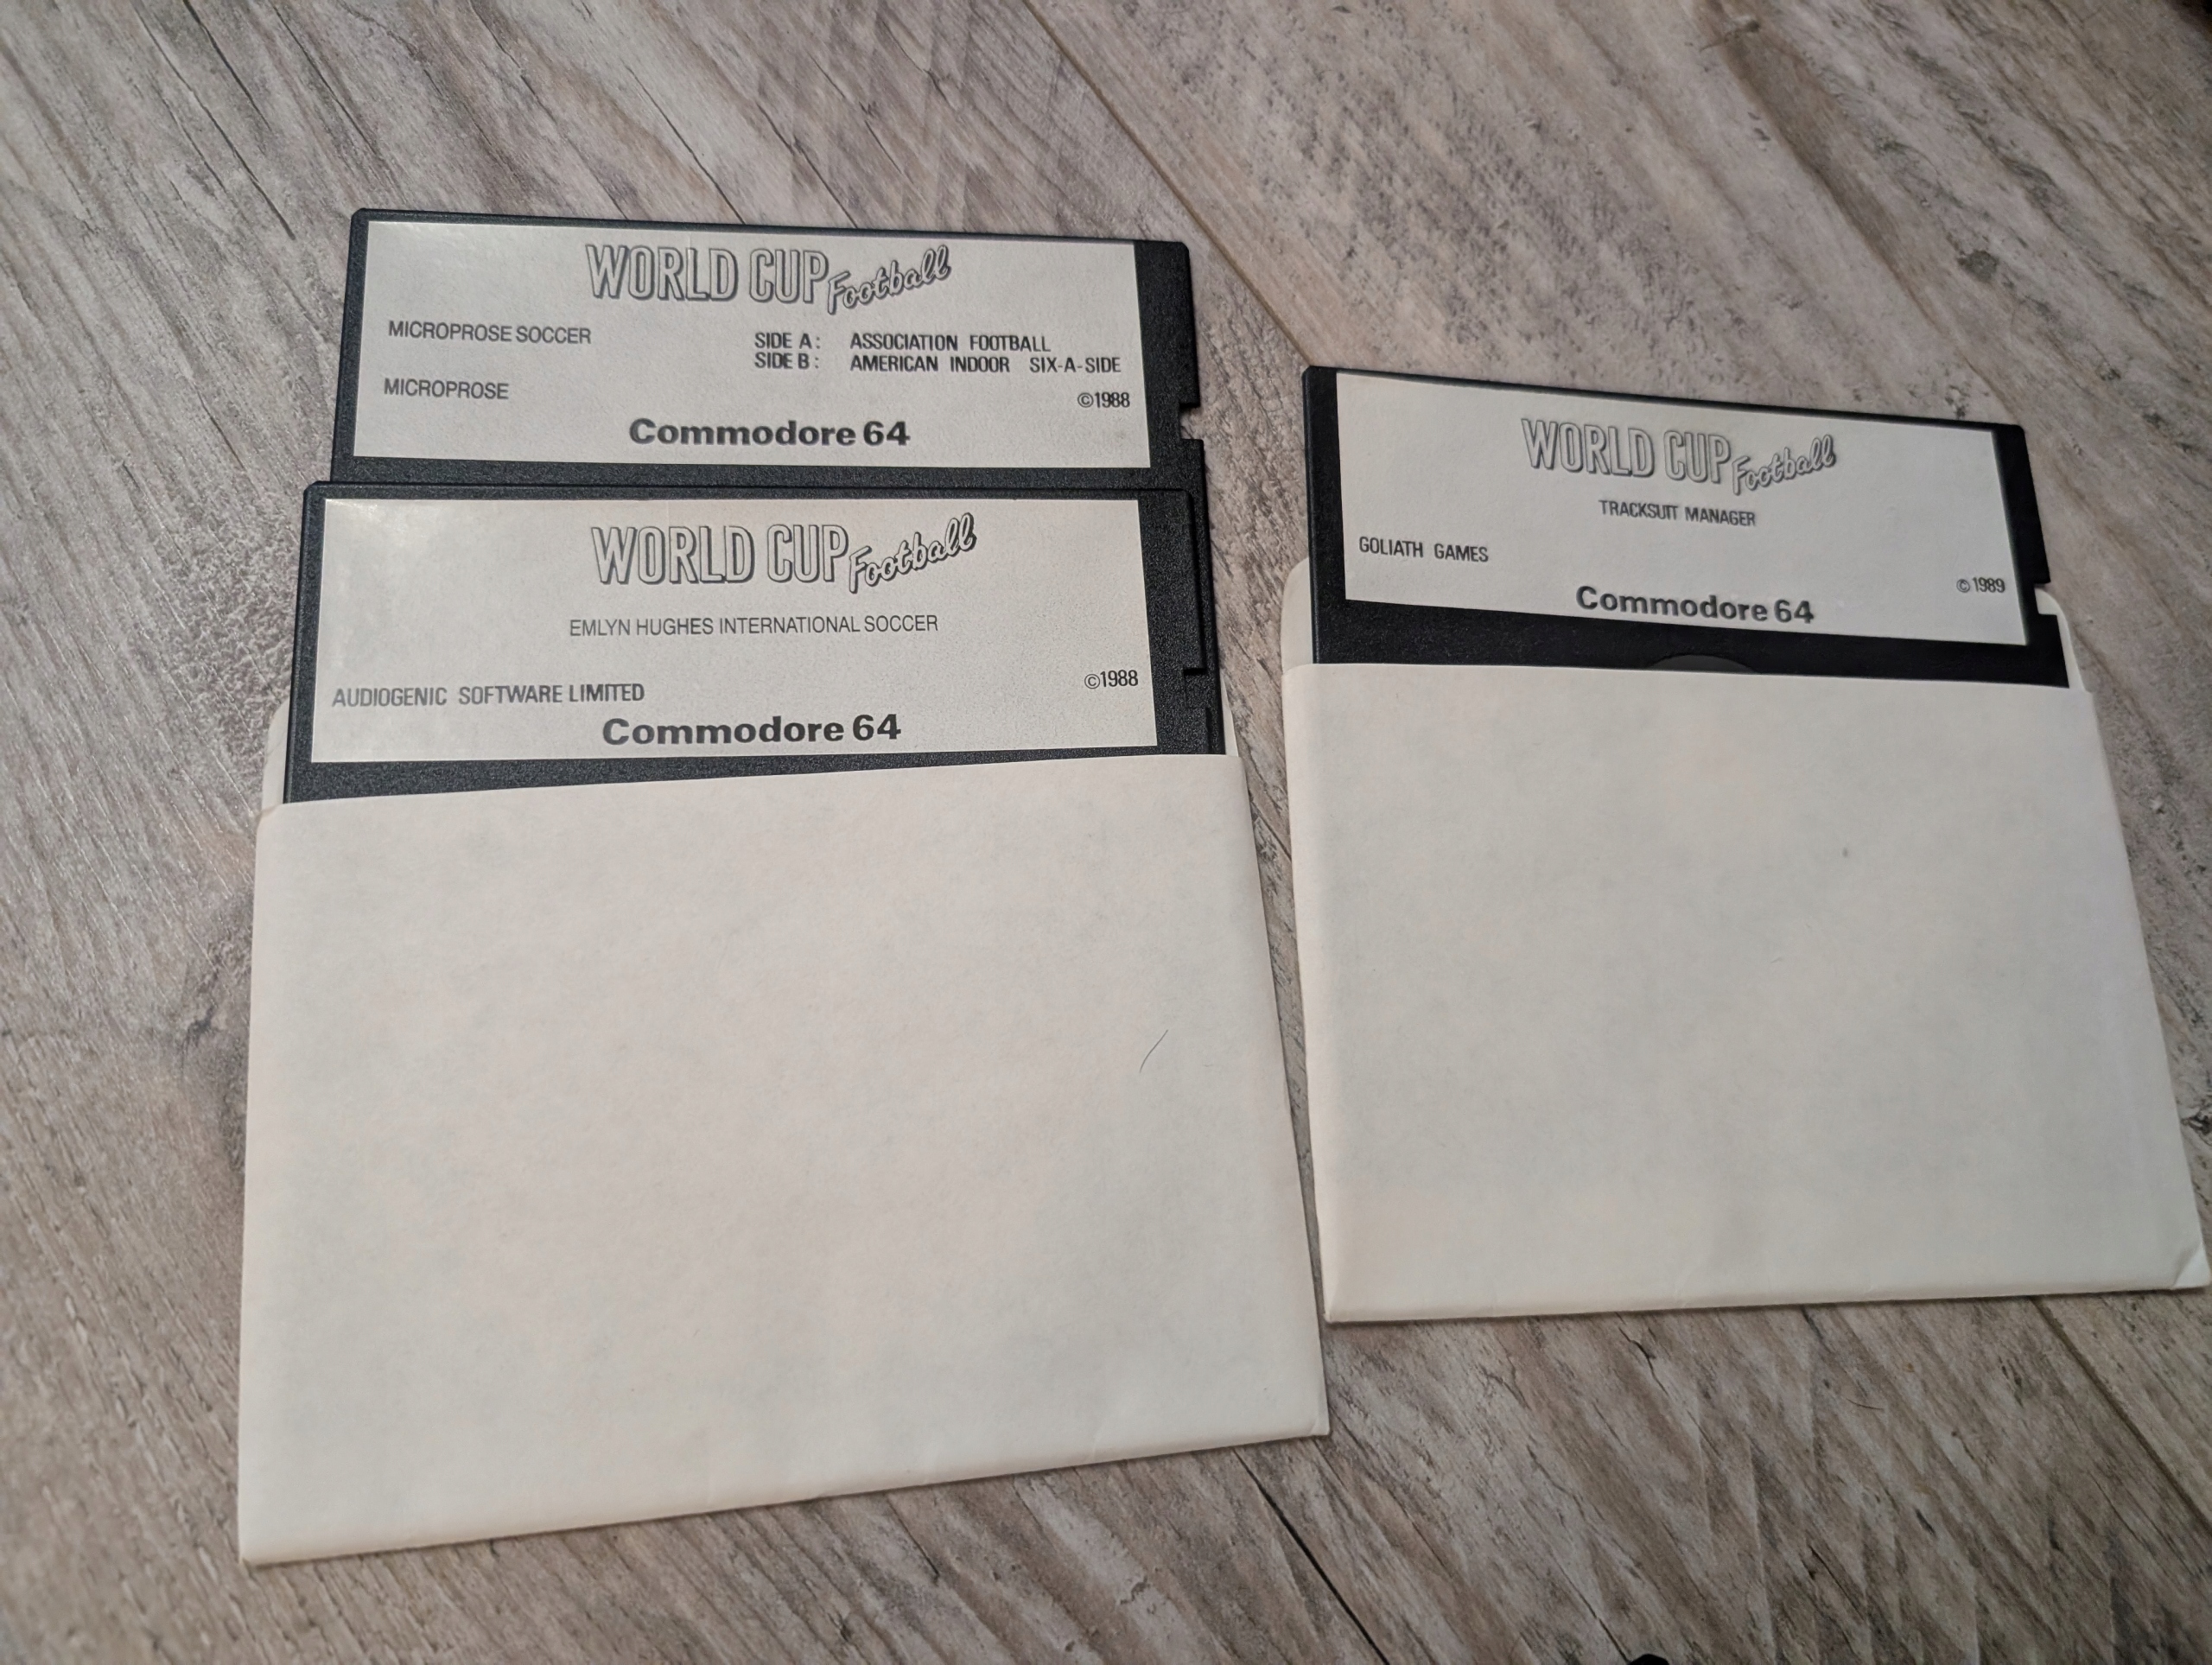 WORLD CUP Football
MICROPROSE SOCCER
SIDE A: ASSOCIATION FOOTBALL
SIDE B: AMERICAN INDOOR SIX-A-SIDE
MICROPROSE
©1988
Commodore 64
WORLD CUP Football
EMLYN HUGHES INTERNATIONAL SOCCER
AUDIOGENIC SOFTWARE LIMITED
©1988
Commodore 64
WORLD CUP Football
TRACKSUIT MANAGER
GOLIATH GAMES
©1989
Commodore 64